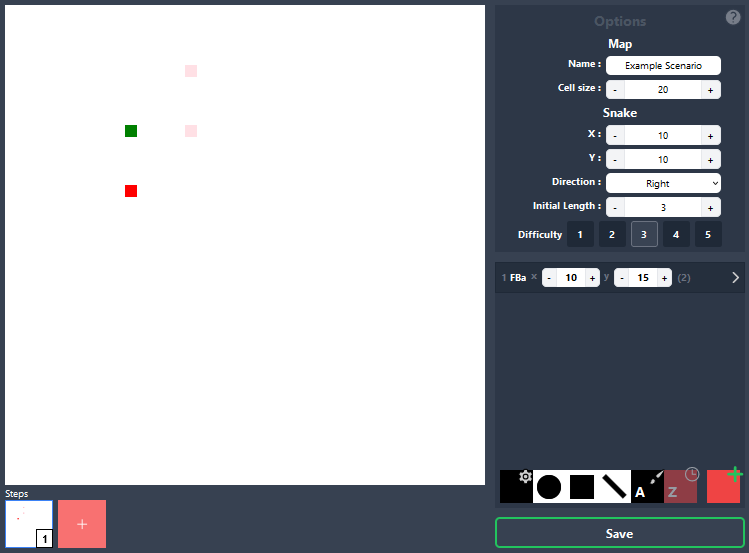 Options
?
Map
Name : Example Scenario
Cell size : - 20 +
Snake
X : - 10 +
Y : - 10 +
Direction : Right
Initial Length : - 3 +
Difficulty 1 2 3 4 5
1 FBa x - 10 + y - 15 + (2)
A Z +
Steps
1 +
Save